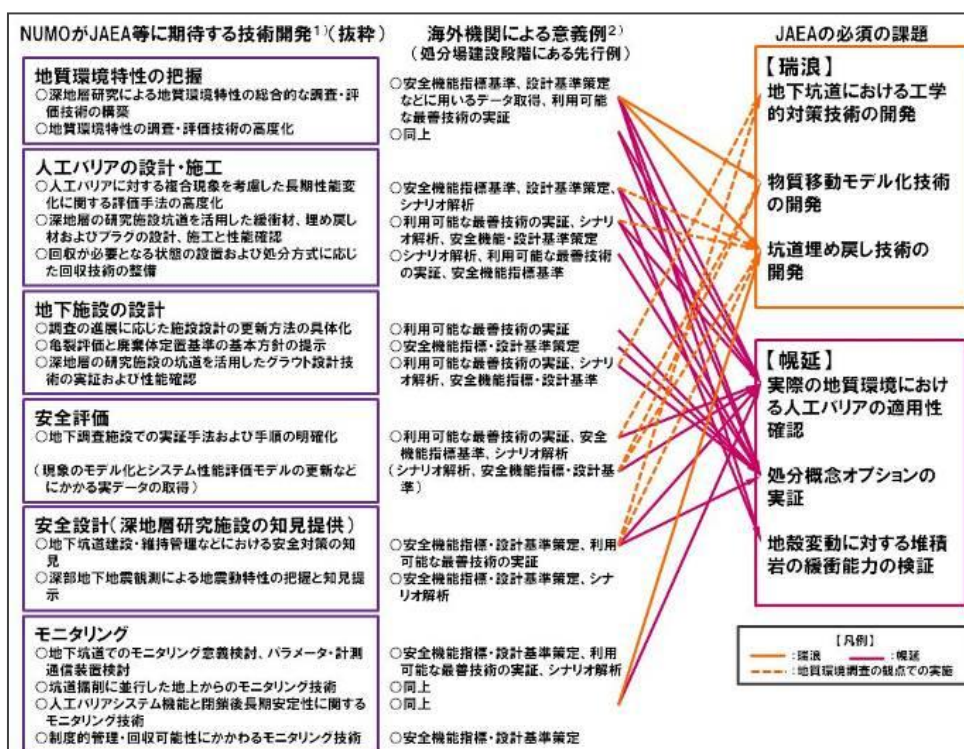 NUMOがJAEA等に期待する技術開発1)(抜粋)
地質環境特性の把握
○深地層研究による地質環境特性の総合的な調査・評
価技術の構築
○地質環境特性の調査・評価技術の高度化
人工バリアの設計・施工
○人工バリアに対する複合現象を考慮した長期性能変
化に関する評価手法の高度化
○深地層の研究施設坑道を活用した緩衝材、埋め戻し
材およびプラグの設計、施工と性能確認
○回収が必要となる状態の設置および処分方式に応じ
た回収技術の整備
地下施設の設計
○調査の進展に応じた施設設計の更新方法の具体化
○亀裂評価と廃棄体定置基準の基本方針の提示
○深地層の研究施設の坑道を活用したグラウト設計技
術の実証および性能確認
安全評価
○地下調査施設での実証手法および手順の明確化
(現象のモデル化とシステム性能評価モデルの更新など
にかかる実データの取得)
安全設計(深地層研究施設の知見提供)
○地下坑道建設・維持管理などにおける安全対策の知
見
○深部地下地震観測による地震動特性の把握と知見提
示
モニタリング
○地下坑道でのモニタリング意義検討、パラメータ・計測
通信装置検討
○坑道掘削に並行した地上からのモニタリング技術
○人工バリアシステム機能と閉鎖後長期安定性に関する
モニタリング技術
○制度的管理・回収可能性にかかわるモニタリング技術
海外機関による意義例2)
(処分場建設段階にある先行例)
○安全機能指標基準、設計基準策定
などに用いるデータ取得、利用可能
な最善技術の実証
○同上
○安全機能指標基準、設計基準策定、
シナリオ解析
○利用可能な最善技術の実証、シナリ
オ解析、安全機能・設計基準策定
○シナリオ解析、利用可能な最善技術
の実証、安全機能指標基準
○利用可能な最善技術の実証
○安全機能指標・設計基準策定
○利用可能な最善技術の実証、シナリ
オ解析、安全機能指標・設計基準
○利用可能な最善技術の実証、安全
機能指標基準、シナリオ解析
(シナリオ解析、安全機能指標・設計基
準)
○安全機能指標・設計基準策定、利用
可能な最善技術の実証
○安全機能指標・設計基準策定、シナ
リオ解析
○安全機能指標・設計基準策定、利用
可能な最善技術の実証、シナリオ解析
○同上
○同上
○安全機能指標・設計基準策定
JAEAの必須の課題
【瑞浪】
地下坑道における工学
的対策技術の開発
物質移動モデル化技術
の開発
坑道埋め戻し技術の
開発
【幌延】
実際の地質環境におけ
る人工バリアの適用性
確認
処分概念オプションの
実証
地殻変動に対する堆積
岩の緩衝能力の検証
【凡例】
:瑞浪 :幌延
:地質環境調査の観点での実施